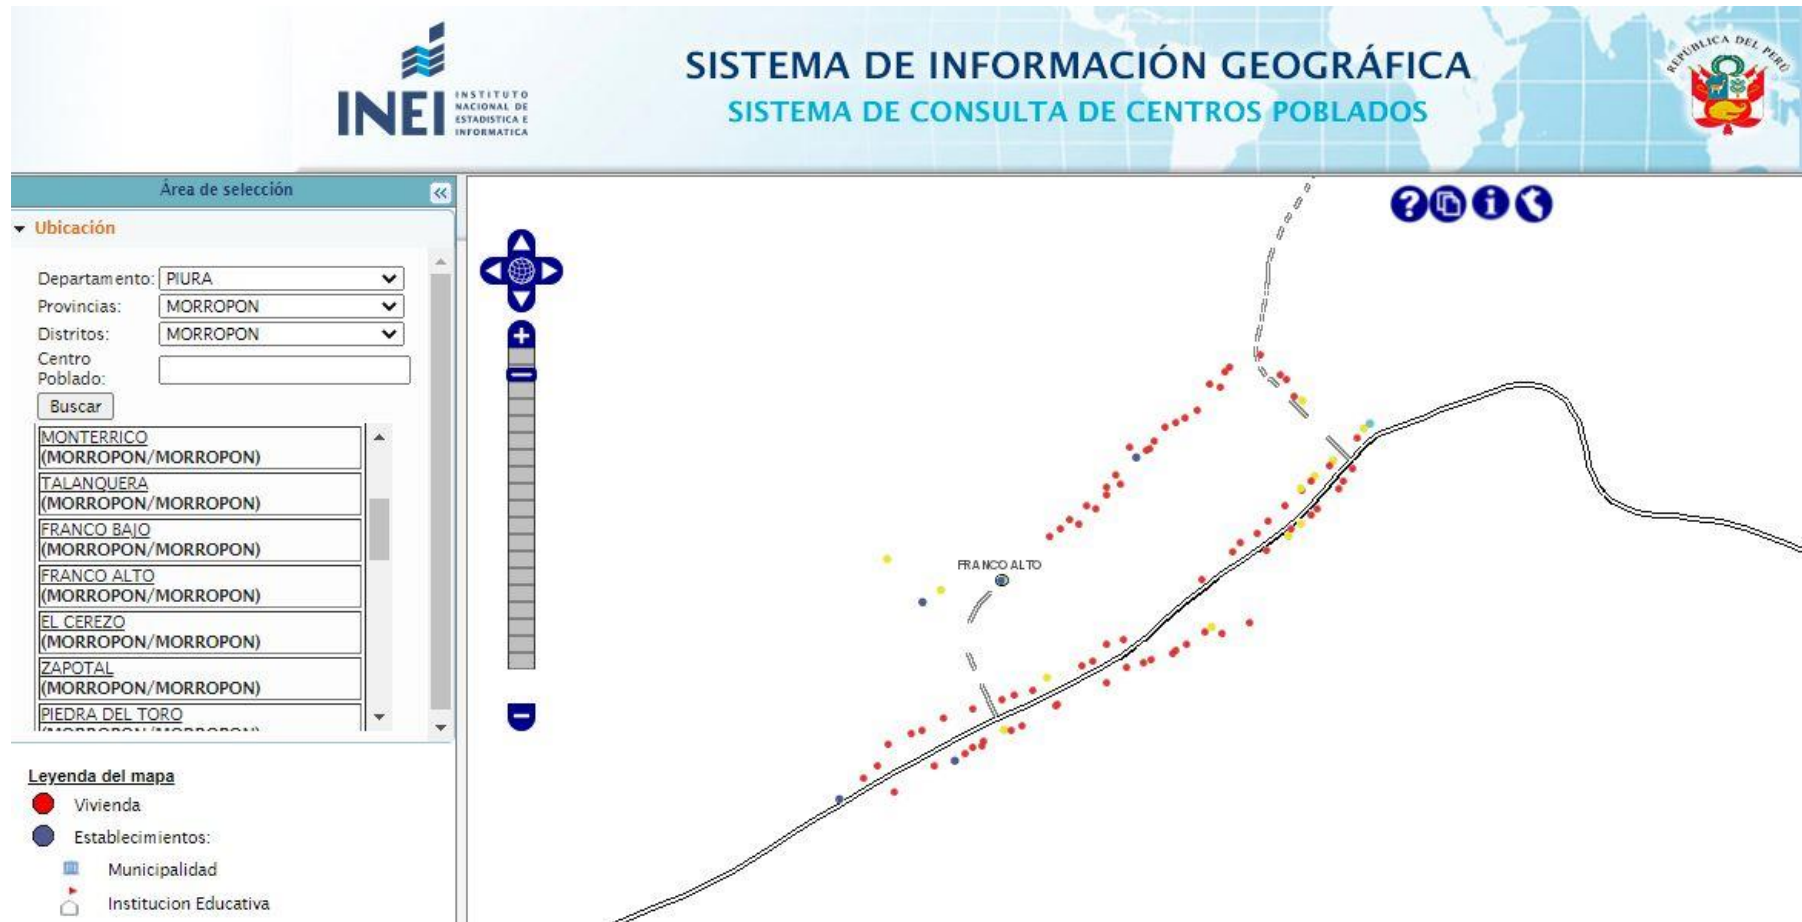 INEI
INSTITUTO
NACIONAL DE
ESTADISTICA E
INFORMATICA
SISTEMA DE INFORMACIÓN GEOGRÁFICA
SISTEMA DE CONSULTA DE CENTROS POBLADOS
REPÚBLICA DEL PERÚ
Área de selección
Ubicación
Departamento: PIURA
Provincias: MORROPON
Distritos: MORROPON
Centro
Poblado:
Buscar
MONTERRICO
(MORROPON/MORROPON)
TALANQUERA
(MORROPON/MORROPON)
FRANCO BAJO
(MORROPON/MORROPON)
FRANCO ALTO
(MORROPON/MORROPON)
EL CEREZO
(MORROPON/MORROPON)
ZAPOTAL
(MORROPON/MORROPON)
PIEDRA DEL TORO
(MORROPON/MORROPON)
FRANCO ALTO
Leyenda del mapa
Vivienda
Establecimientos:
Municipalidad
Institucion Educativa